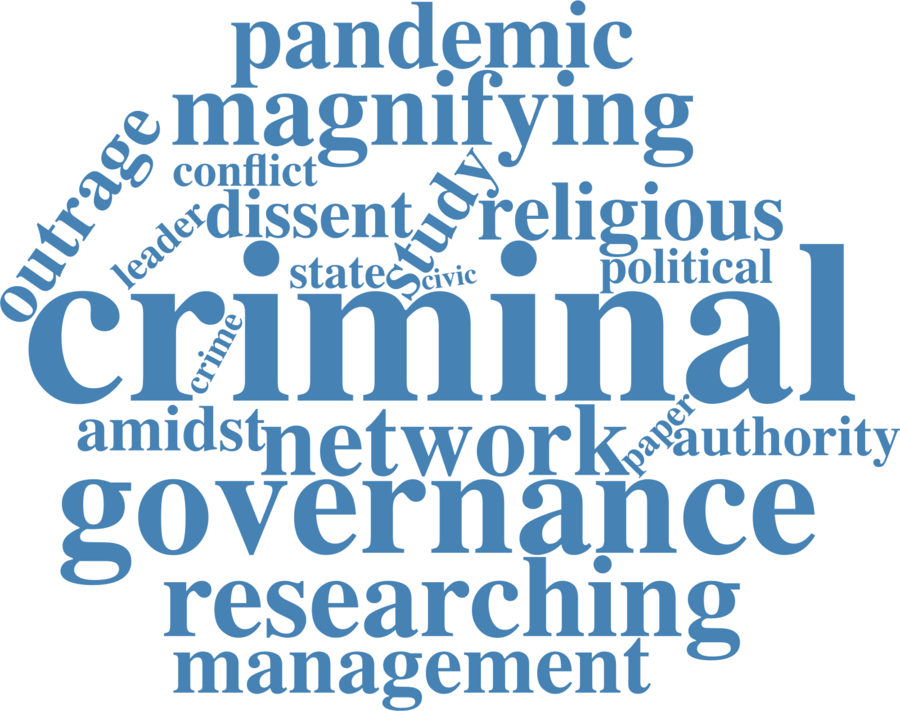 pandemic
magnifying
outrage
conflict
study
dissent
religious
leader
state
civic
political
criminal
crime
amidst
network
paper
authority
governance
researching
management